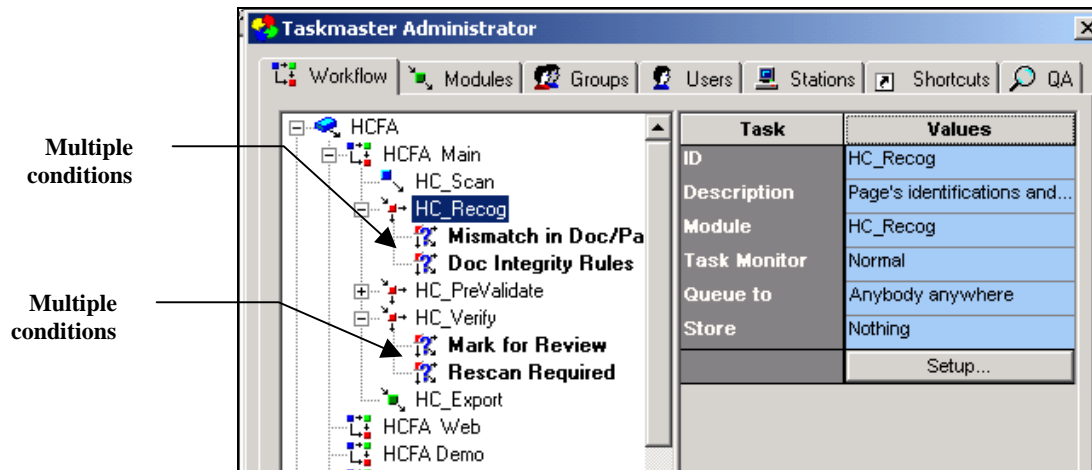 Taskmaster Administrator
Workflow Modules Groups Users Stations Shortcuts QA
Multiple
conditions
Multiple
conditions
HCFA
HCFA Main
HC_Scan
HC_Recog
Mismatch in Doc/Pa
Doc Integrity Rules
HC_PreValidate
HC_Verify
Mark for Review
Rescan Required
HC_Export
HCFA Web
HCFA Demo
Task Values
ID HC_Recog
Description Page's identifications and...
Module HC_Recog
Task Monitor Normal
Queue to Anybody anywhere
Store Nothing
Setup...